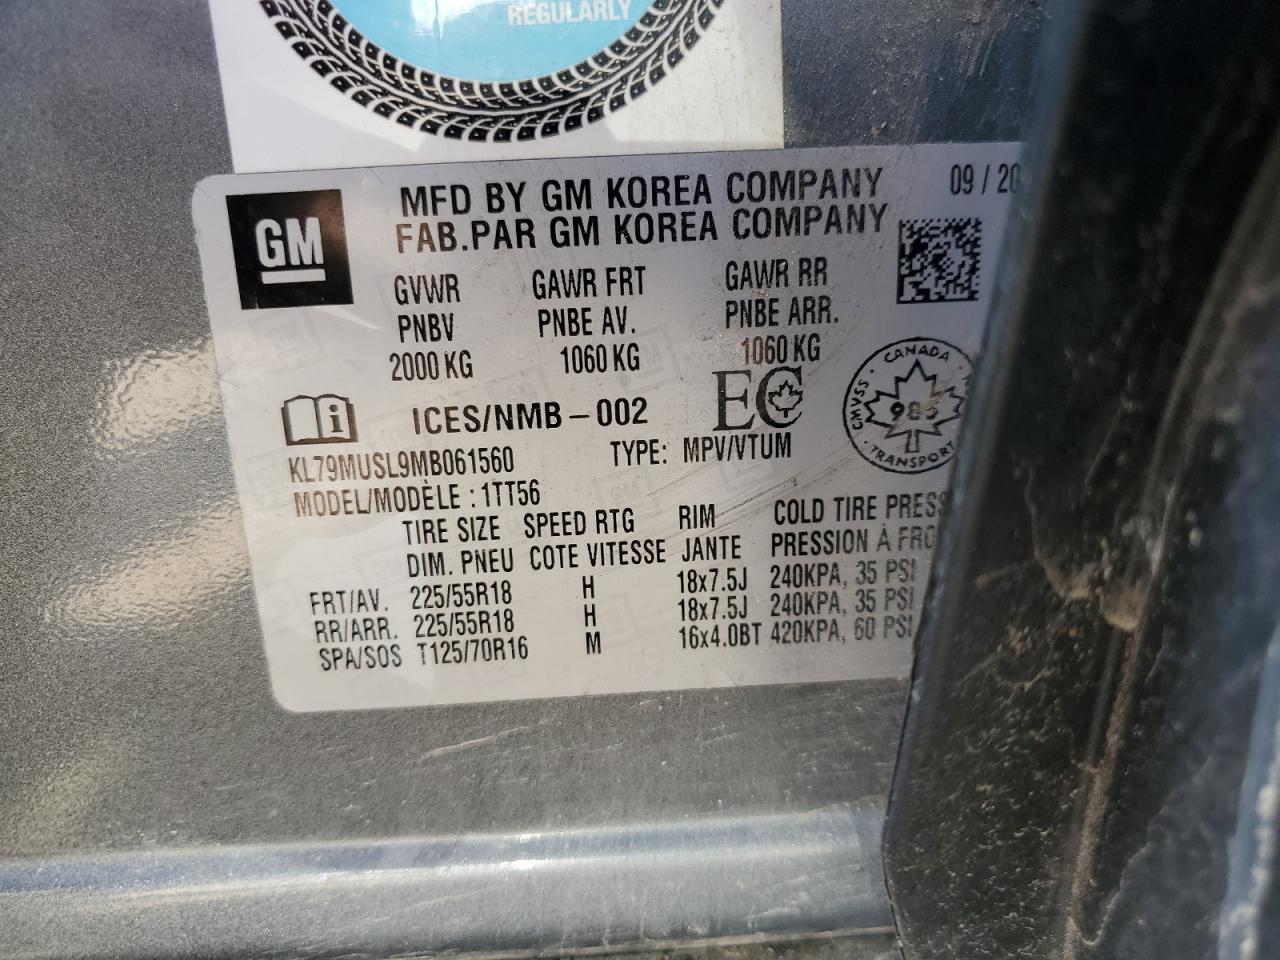 REGULARLY
GM
MFD BY GM KOREA COMPANY 09 / 20
FAB.PAR GM KOREA COMPANY
GVWR GAWR FRT GAWR RR
PNBV PNBE AV. PNBE ARR.
2000 KG 1060 KG 1060 KG
ICES/NMB-002 EC
CANADA
CMVSS
985
TRANSPORT
KL79MUSL9MB061560 TYPE: MPV/VTUM
MODEL/MODÈLE : 1TT56
TIRE SIZE SPEED RTG RIM COLD TIRE PRESS
DIM. PNEU COTE VITESSE JANTE PRESSION À FRO
FRT/AV. 225/55R18 H 18x7.5J 240KPA, 35 PSI
RR/ARR. 225/55R18 H 18x7.5J 240KPA, 35 PSI
SPA/SOS T125/70R16 M 16x4.0BT 420KPA, 60 PSI